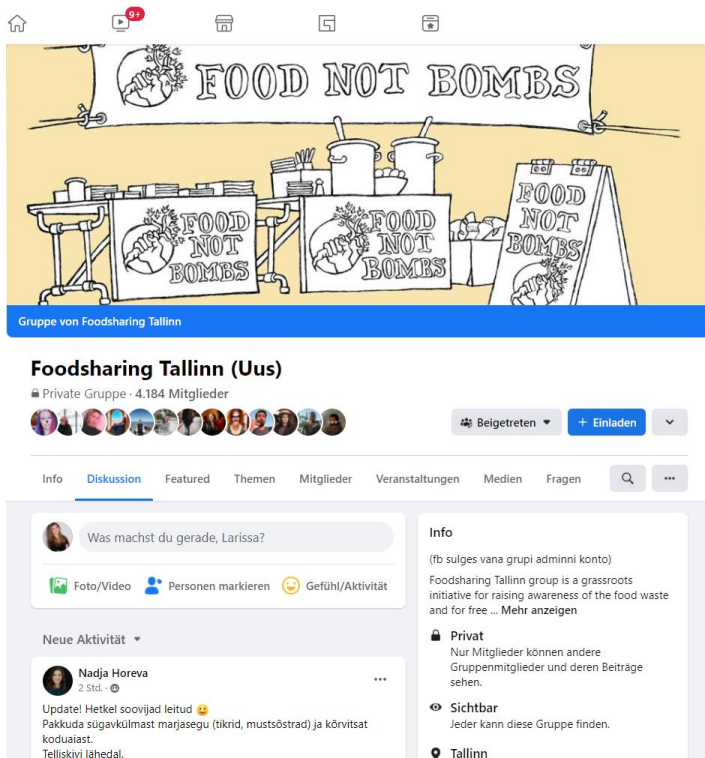 9+
FOOD NOT BOMBS
FOOD
NOT
BOMBS
FOOD
NOT
BOMBS
FOOD
NOT
BOMBS
Gruppe von Foodsharing Tallinn
Foodsharing Tallinn (Uus)
Private Gruppe · 4.184 Mitglieder
Beigetreten
+ Einladen
Info Diskussion Featured Themen Mitglieder Veranstaltungen Medien Fragen
Was machst du gerade, Larissa?
Foto/Video Personen markieren Gefühl/Aktivität
Neue Aktivität
Nadja Horeva
2 Std. ·
Update! Hetkel soovijad leitud 😀
Pakkuda sügavkülmast marjasegu (tikrid, mustsõstrad) ja kõrvitsat
koduaiast.
Telliskivi lähedal.
Info
(fb sulges vana grupi adminni konto)
Foodsharing Tallinn group is a grassroots
initiative for raising awareness of the food waste
and for free ... Mehr anzeigen
Privat
Nur Mitglieder können andere
Gruppenmitglieder und deren Beiträge
sehen.
Sichtbar
Jeder kann diese Gruppe finden.
Tallinn